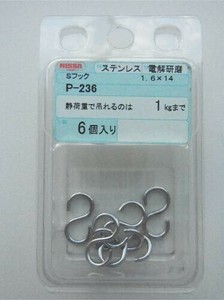 NISSA ステンレス 電解研磨
Sフック 1.6×14
P-236
静荷重で吊れるのは 1kgまで
6個入り